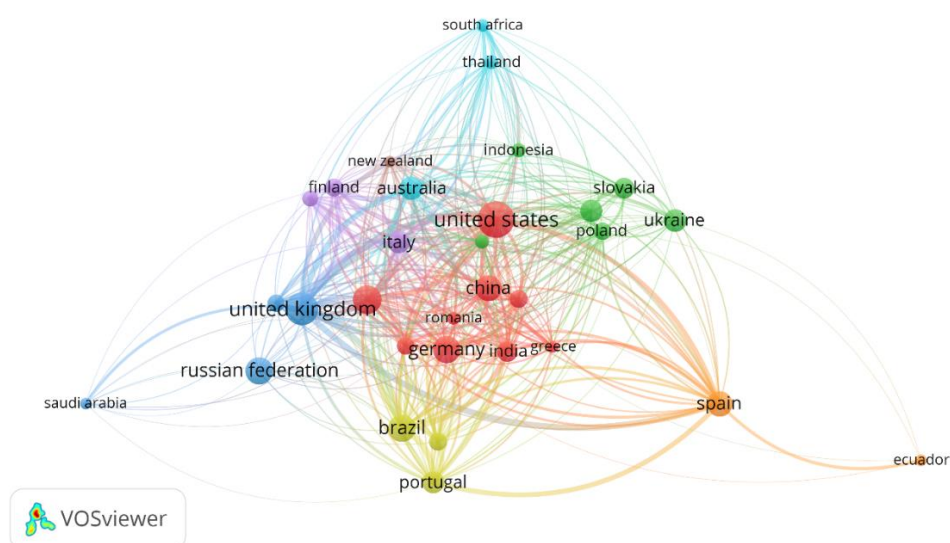 south africa
thailand
indonesia
new zealand
finland
australia
slovakia
united states
ukraine
poland
italy
china
united kingdom
romania
germany
india
greece
russian federation
saudi arabia
spain
brazil
ecuador
portugal
VOSviewer